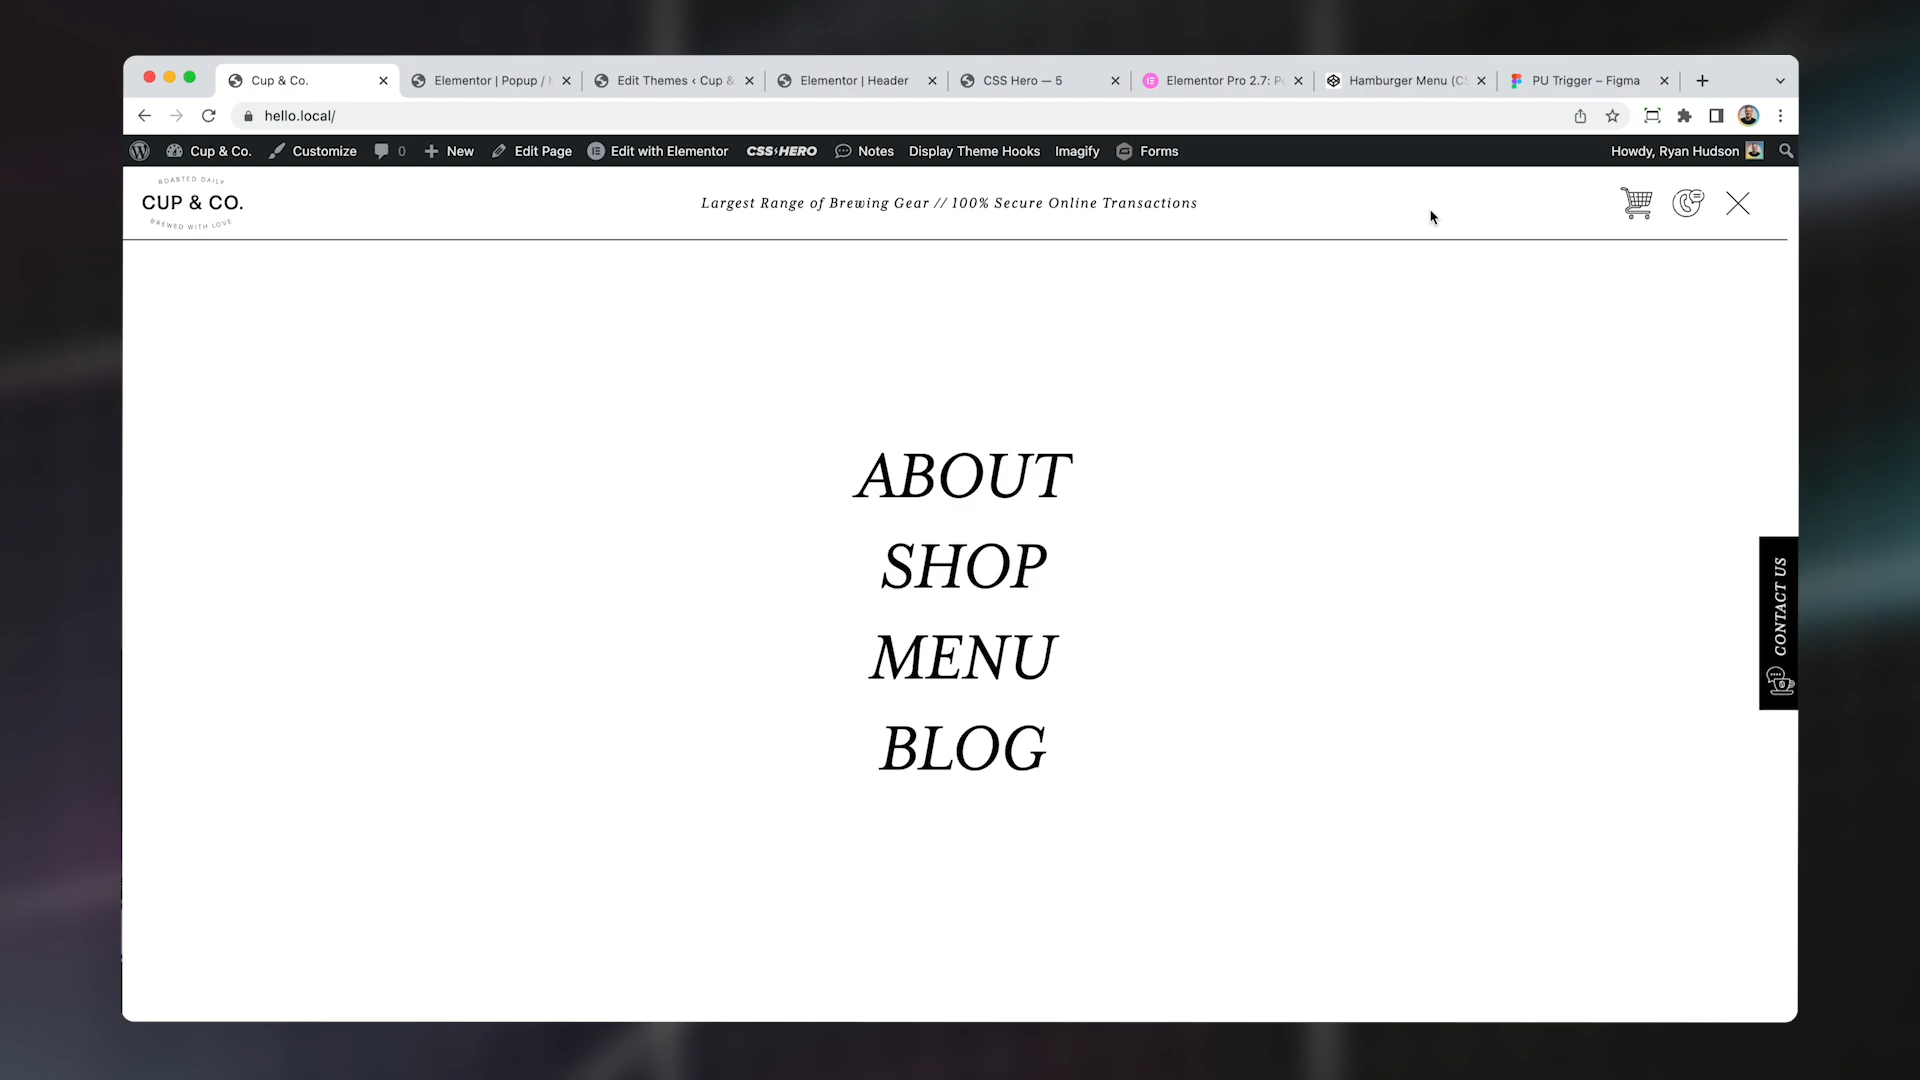 Cup & Co.
Elementor | Popup /
Edit Themes ‹ Cup &
Elementor | Header
CSS Hero — 5
Elementor Pro 2.7:
Hamburger Menu
PU Trigger – Figma
hello.local/
Cup & Co.
Customize
0
New
Edit Page
Edit with Elementor
CSS HERO
Notes
Display Theme Hooks
Imagify
Forms
Howdy, Ryan Hudson
ROASTED DAILY
CUP & CO.
BREWED WITH LOVE
Largest Range of Brewing Gear // 100% Secure Online Transactions
ABOUT
SHOP
MENU
BLOG
CONTACT US